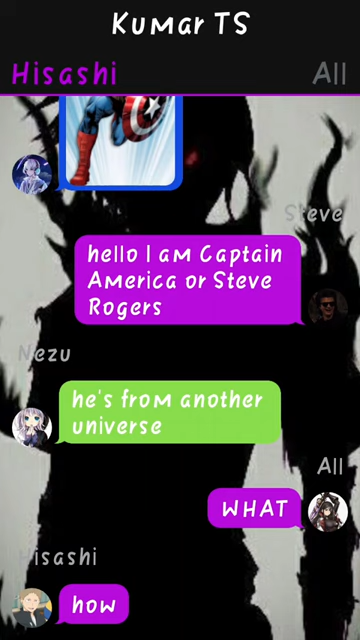 Kumar TS
Hisashi
All
Steve
hello I am Captain
America or Steve
Rogers
Nezu
he's from another
universe
All
WHAT
Hisashi
how